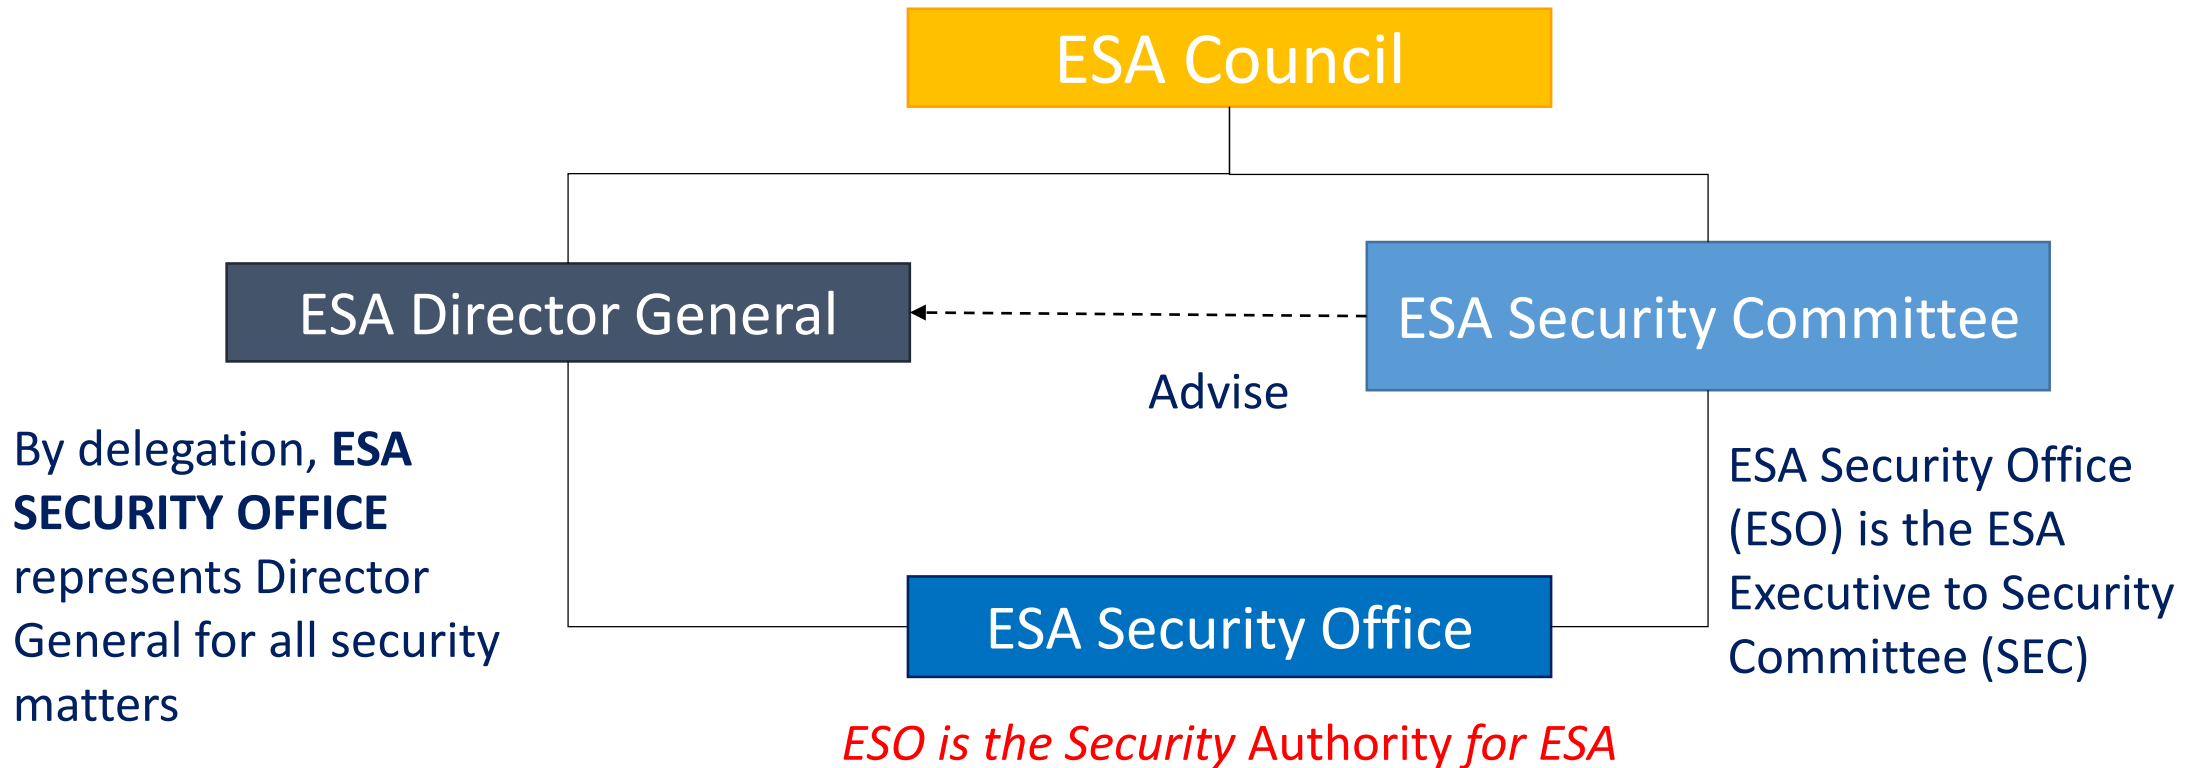 ESA Council
ESA Director General
ESA Security Committee
Advise
By delegation, ESA
SECURITY OFFICE
represents Director
General for all security
matters
ESA Security Office
(ESO) is the ESA
Executive to Security
Committee (SEC)
ESA Security Office
ESO is the Security Authority for ESA